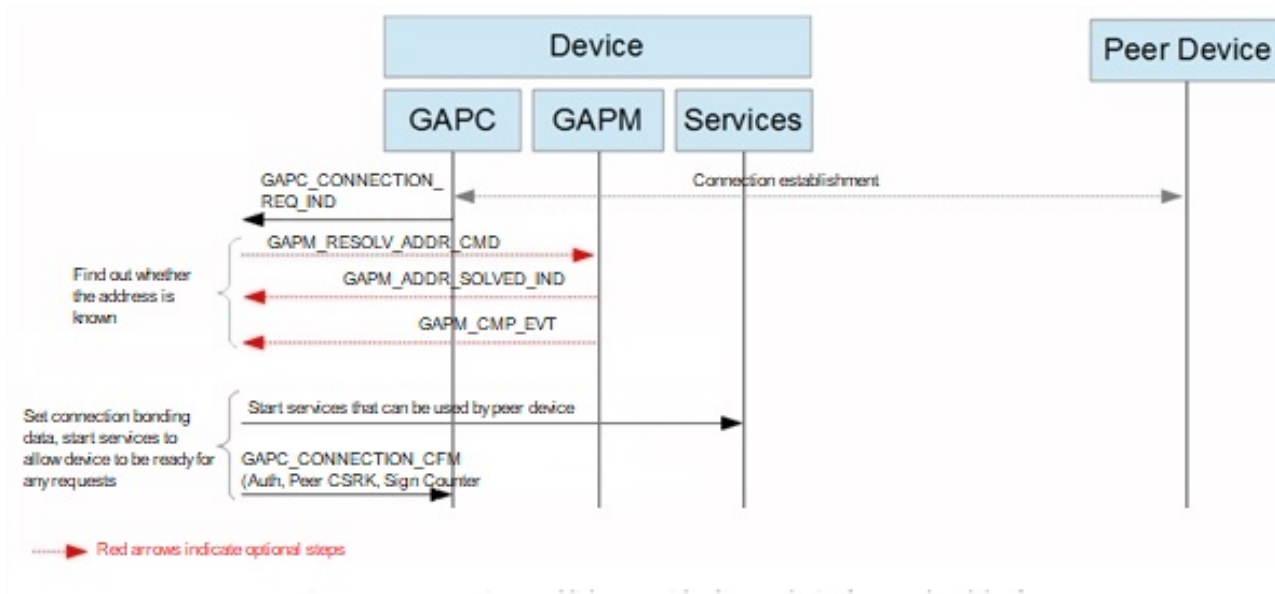 Device
Peer Device
GAPC
GAPM
Services
GAPC_CONNECTION_
REQ_IND
Connection establishment
GAPM_RESOLV_ADDR_CMD
Find out whether
the address is
known
GAPM_ADDR_SOLVED_IND
GAPM_CMP_EVT
Set connection bonding
data, start services to
allow device to be ready for
any requests
Start services that can be used by peer device
GAPC_CONNECTION_CFM
(Auth, Peer CSRK, Sign Counter
Red arrows indicate optional steps